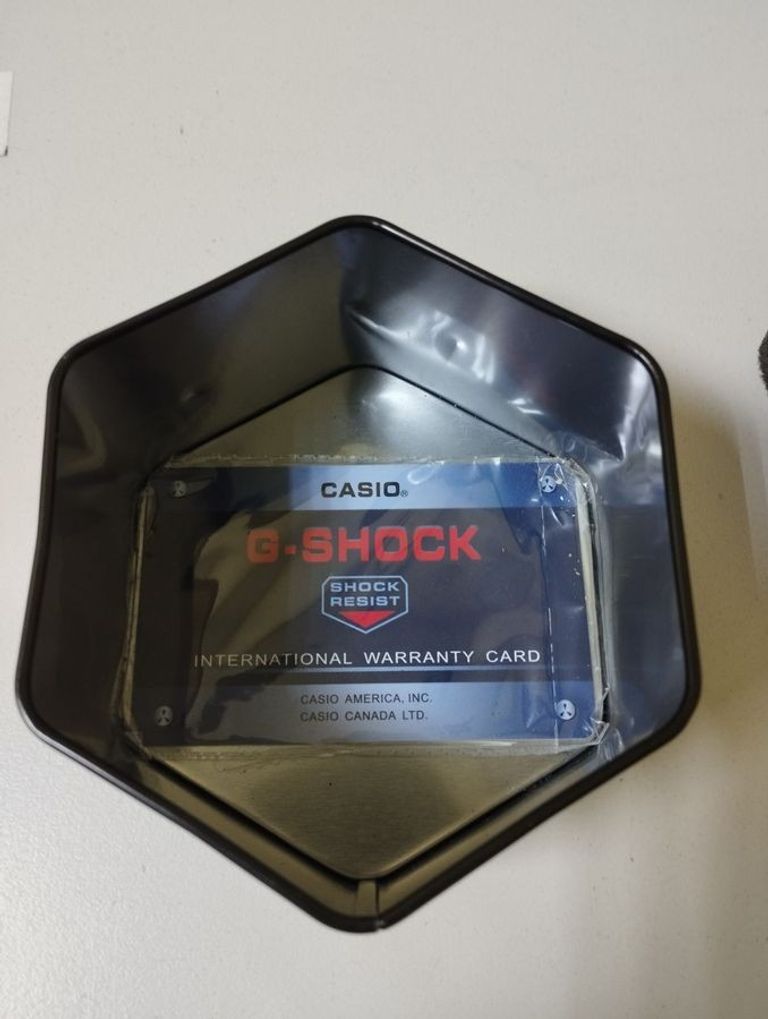 CASIO®
G-SHOCK
SHOCK
RESIST
INTERNATIONAL WARRANTY CARD
CASIO AMERICA, INC.
CASIO CANADA LTD.